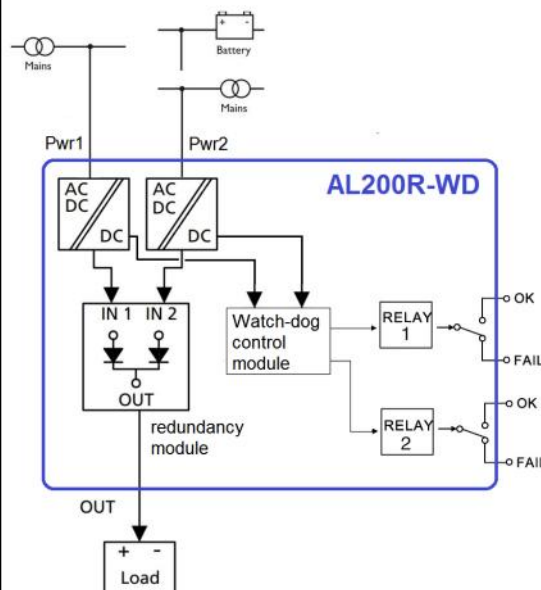 + -
Battery
Mains
Mains
Pwr1
Pwr2
AL200R-WD
AC
DC
DC
AC
DC
DC
IN 1 IN 2
OUT
redundancy
module
Watch-dog
control
module
RELAY
1
OK
FAIL
RELAY
2
OK
FAIL
OUT
+ -
Load